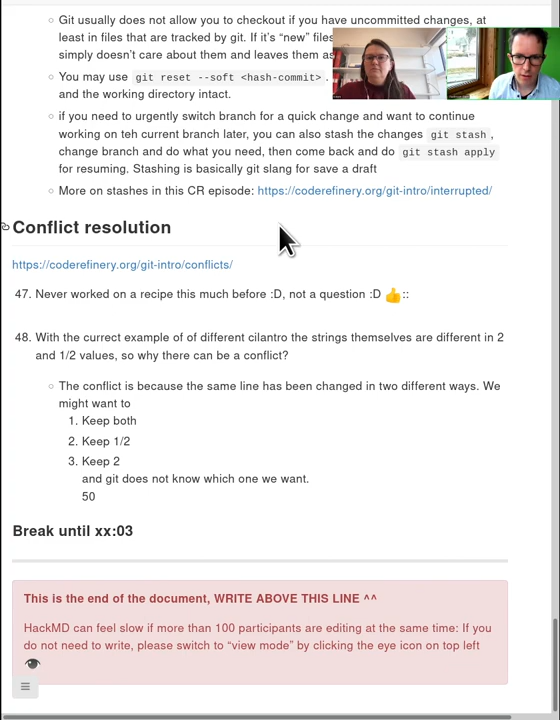 Git usually does not allow you to checkout if you have uncommitted changes, at
least in files that are tracked by git. If it's “new” files
simply doesn't care about them and leaves them as
You may use git reset --soft <hash-commit> .
and the working directory intact.
if you need to urgently switch branch for a quick change and want to continue
working on teh current branch later, you can also stash the changes git stash ,
change branch and do what you need, then come back and do git stash apply
for resuming. Stashing is basically git slang for save a draft
More on stashes in this CR episode: https://coderefinery.org/git-intro/interrupted/
Conflict resolution
https://coderefinery.org/git-intro/conflicts/
47. Never worked on a recipe this much before :D, not a question :D 👍::
48. With the currect example of of different cilantro the strings themselves are different in 2
and 1/2 values, so why there can be a conflict?
The conflict is because the same line has been changed in two different ways. We
might want to
1. Keep both
2. Keep 1/2
3. Keep 2
and git does not know which one we want.
50
Break until xx:03
This is the end of the document, WRITE ABOVE THIS LINE ^^
HackMD can feel slow if more than 100 participants are editing at the same time: If you
do not need to write, please switch to “view mode” by clicking the eye icon on top left